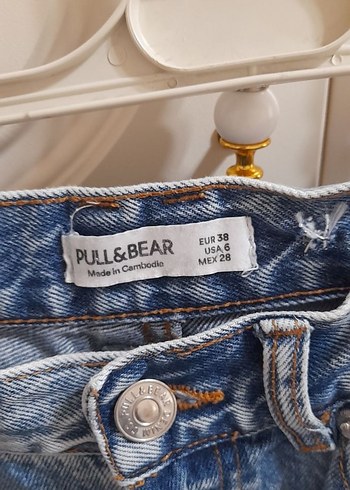 PULL&BEAR
Made in Cambodia
EUR 38
USA 6
MEX 28
PULL & BEAR